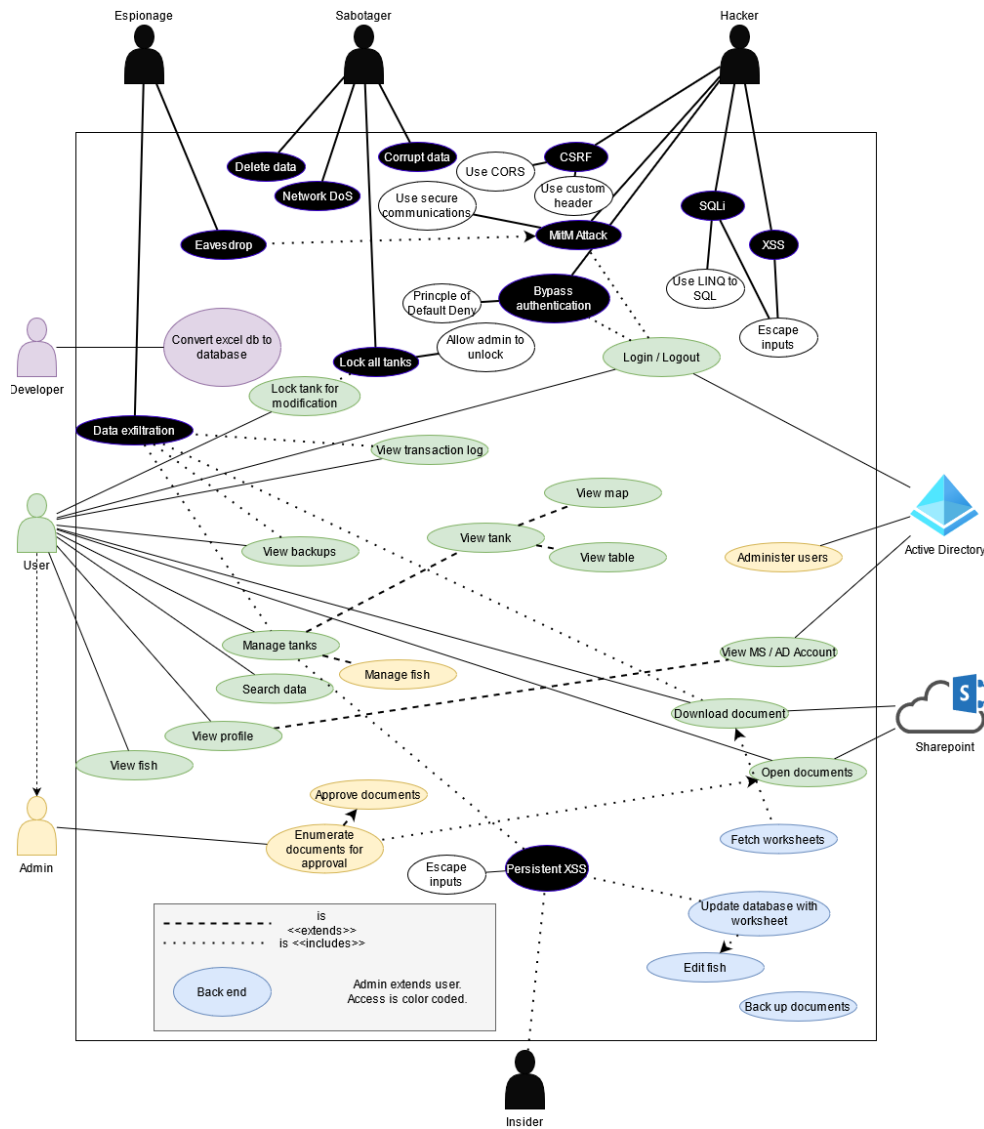 Espionage
Sabotager
Hacker
Corrupt data
CSRF
Delete data
Use CORS
Network DoS
Use custom
header
Use secure
communications
SQLi
MitM Attack
Eavesdrop
XSS
Use LINQ to
SQL
Bypass
authentication
Princple of
Default Deny
Escape
inputs
Allow admin to
unlock
Convert excel db to
database
Login / Logout
Lock all tanks
Developer
Lock tank for
modification
Data exfiltration
View transaction log
View map
View tank
User
View backups
View table
Administer users
Active Directory
Manage tanks
View MS / AD Account
Manage fish
Search data
S
Download document
View profile
Sharepoint
View fish
Open documents
Approve documents
Enumerate
documents for
approval
Fetch worksheets
Admin
Escape
inputs
Persistent XSS
Update database with
worksheet
is
<<extends>>
is <<includes>>
Edit fish
Back end
Admin extends user.
Access is color coded.
Back up documents
Insider